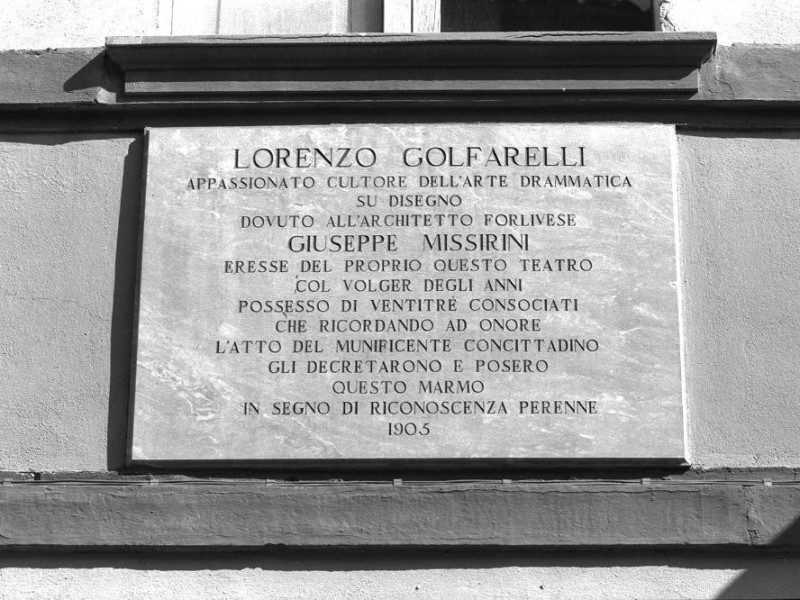 LORENZO GOLFARELLI
APPASSIONATO CULTORE DELL'ARTE DRAMMATICA
SU DISEGNO
DOVUTO ALL'ARCHITETTO FORLIVESE
GIUSEPPE MISSIRINI
ERESSE DEL PROPRIO QUESTO TEATRO
COL VOLGER DEGLI ANNI
POSSESSO DI VENTITRÈ CONSOCIATI
CHE RICORDANDO AD ONORE
L'ATTO DEL MUNIFICENTE CONCITTADINO
GLI DECRETARONO E POSERO
QUESTO MARMO
IN SEGNO DI RICONOSCENZA PERENNE
1905